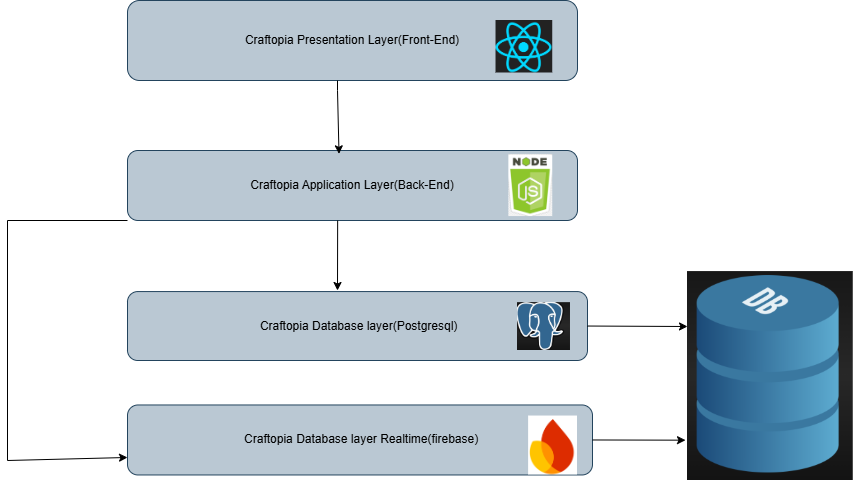 Craftopia Presentation Layer(Front-End)
NODE
JS
Craftopia Application Layer(Back-End)
Craftopia Database layer(Postgresql)
DB
Craftopia Database layer Realtime(firebase)